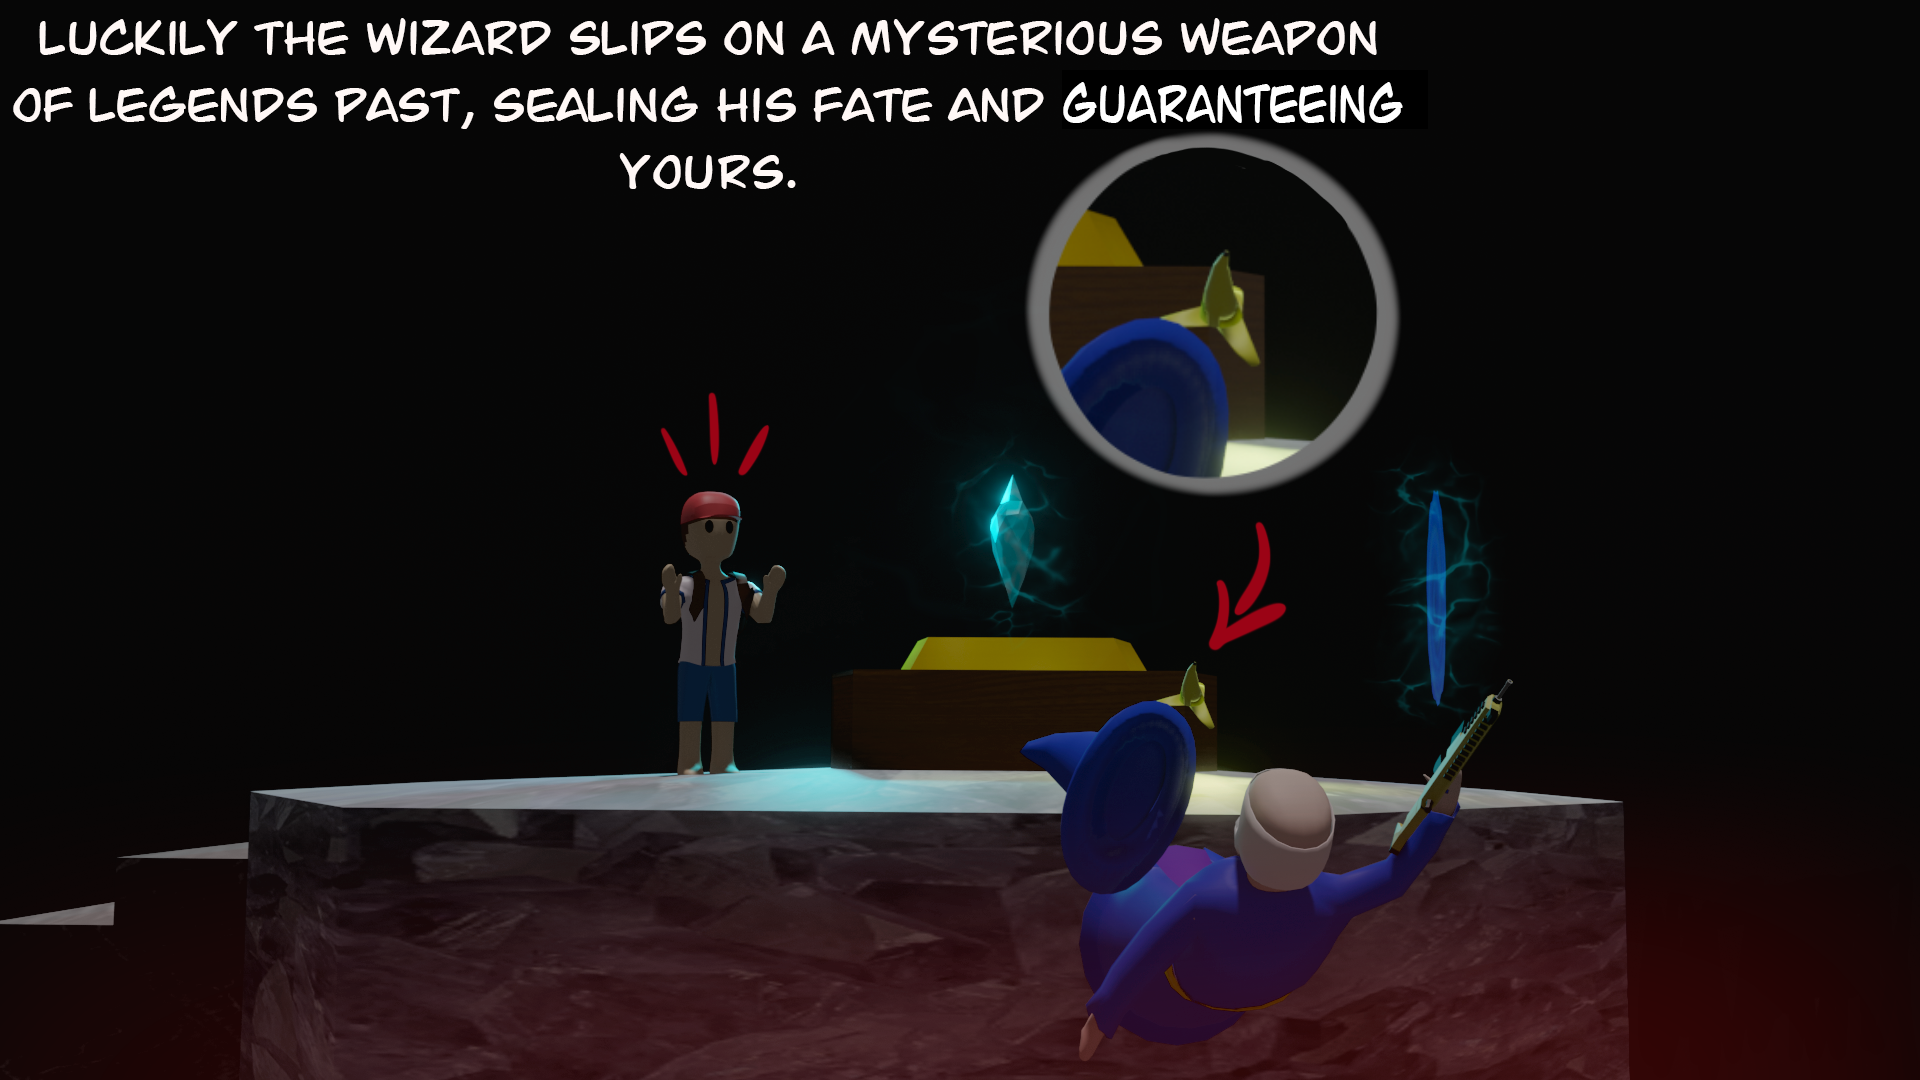 LUCKILY THE WIZARD SLIPS ON A MYSTERIOUS WEAPON
OF LEGENDS PAST, SEALING HIS FATE AND GUARANTEEING
YOURS.